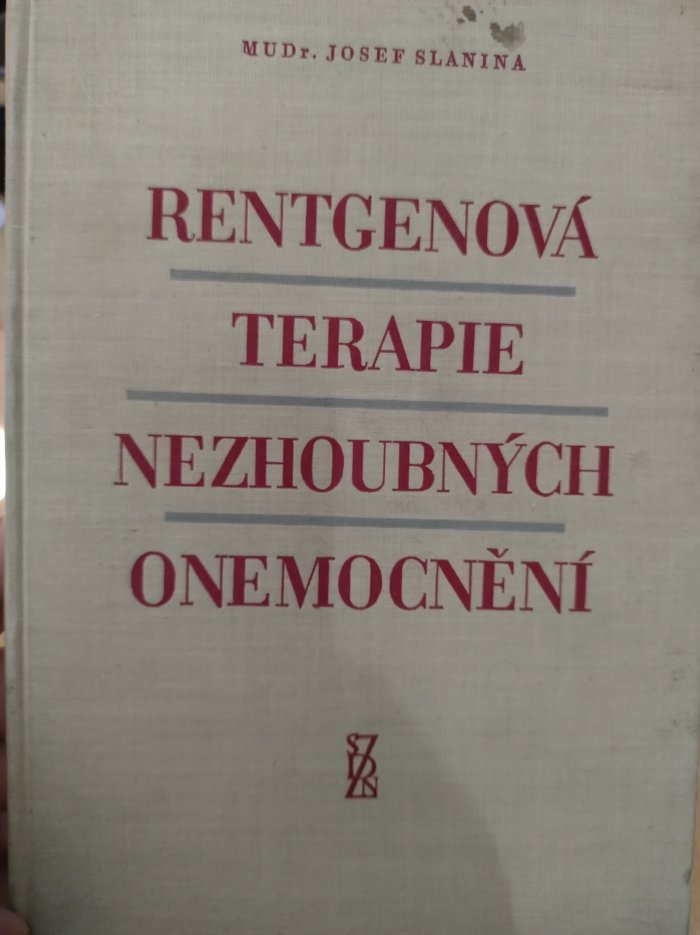 MUDr. JOSEF SLANINA
RENTGENOVÁ
TERAPIE
NEZHOUBNÝCH
ONEMOCNĚNÍ
SZDN